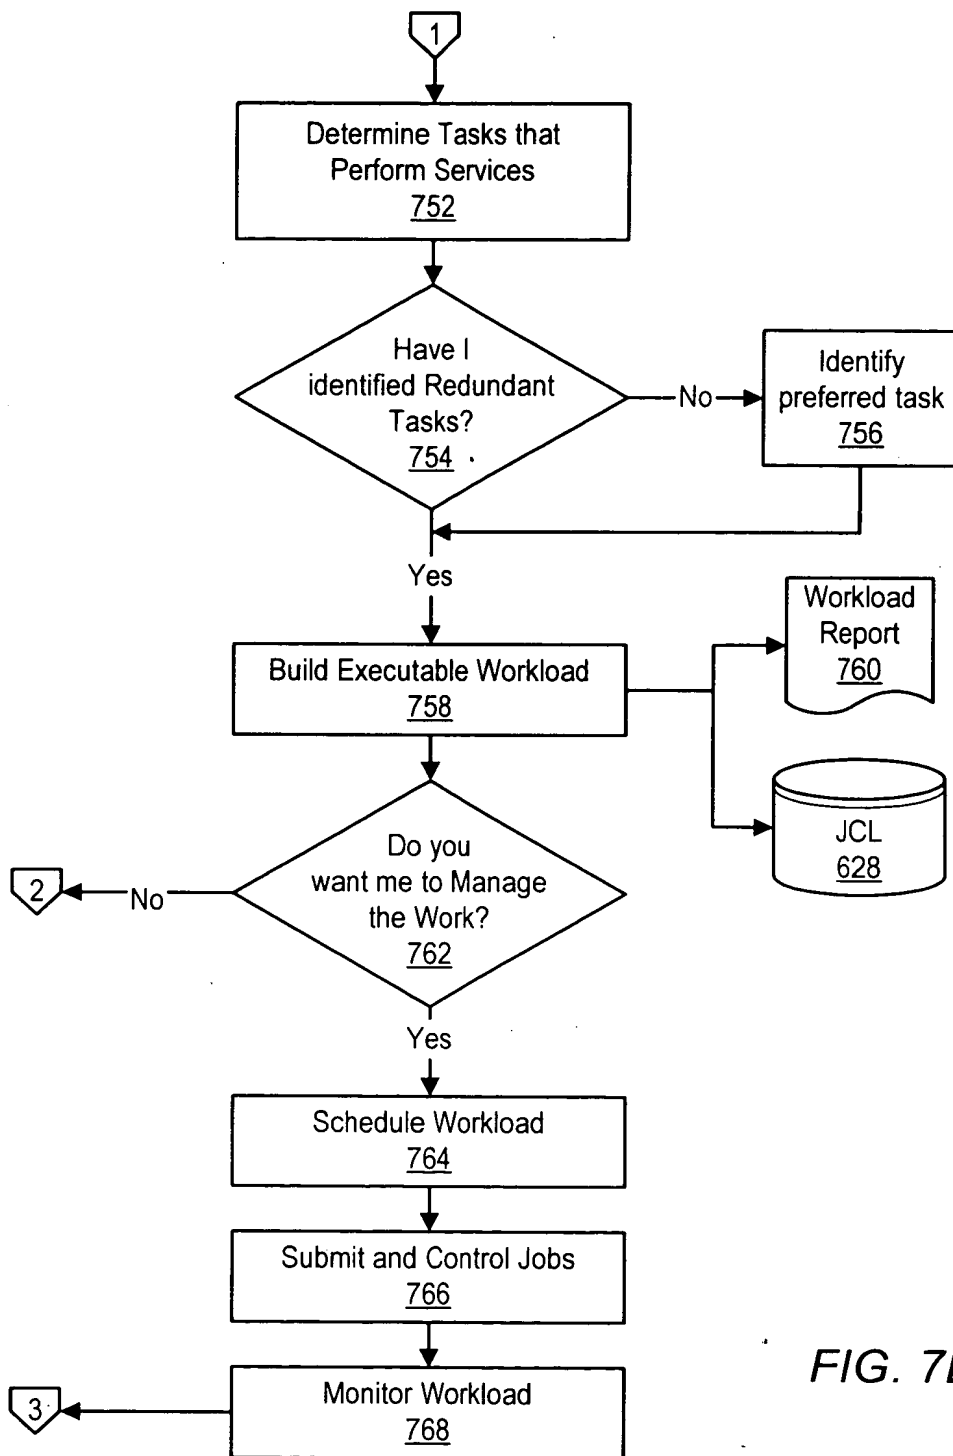 1
Determine Tasks that
Perform Services
752
Have I
identified Redundant
Tasks?
754
No
Identify
preferred task
756
Yes
Workload
Report
760
Build Executable Workload
758
JCL
628
Do you
want me to Manage
the Work?
762
No
2
Yes
Schedule Workload
764
Submit and Control Jobs
766
Monitor Workload
768
3
FIG. 7